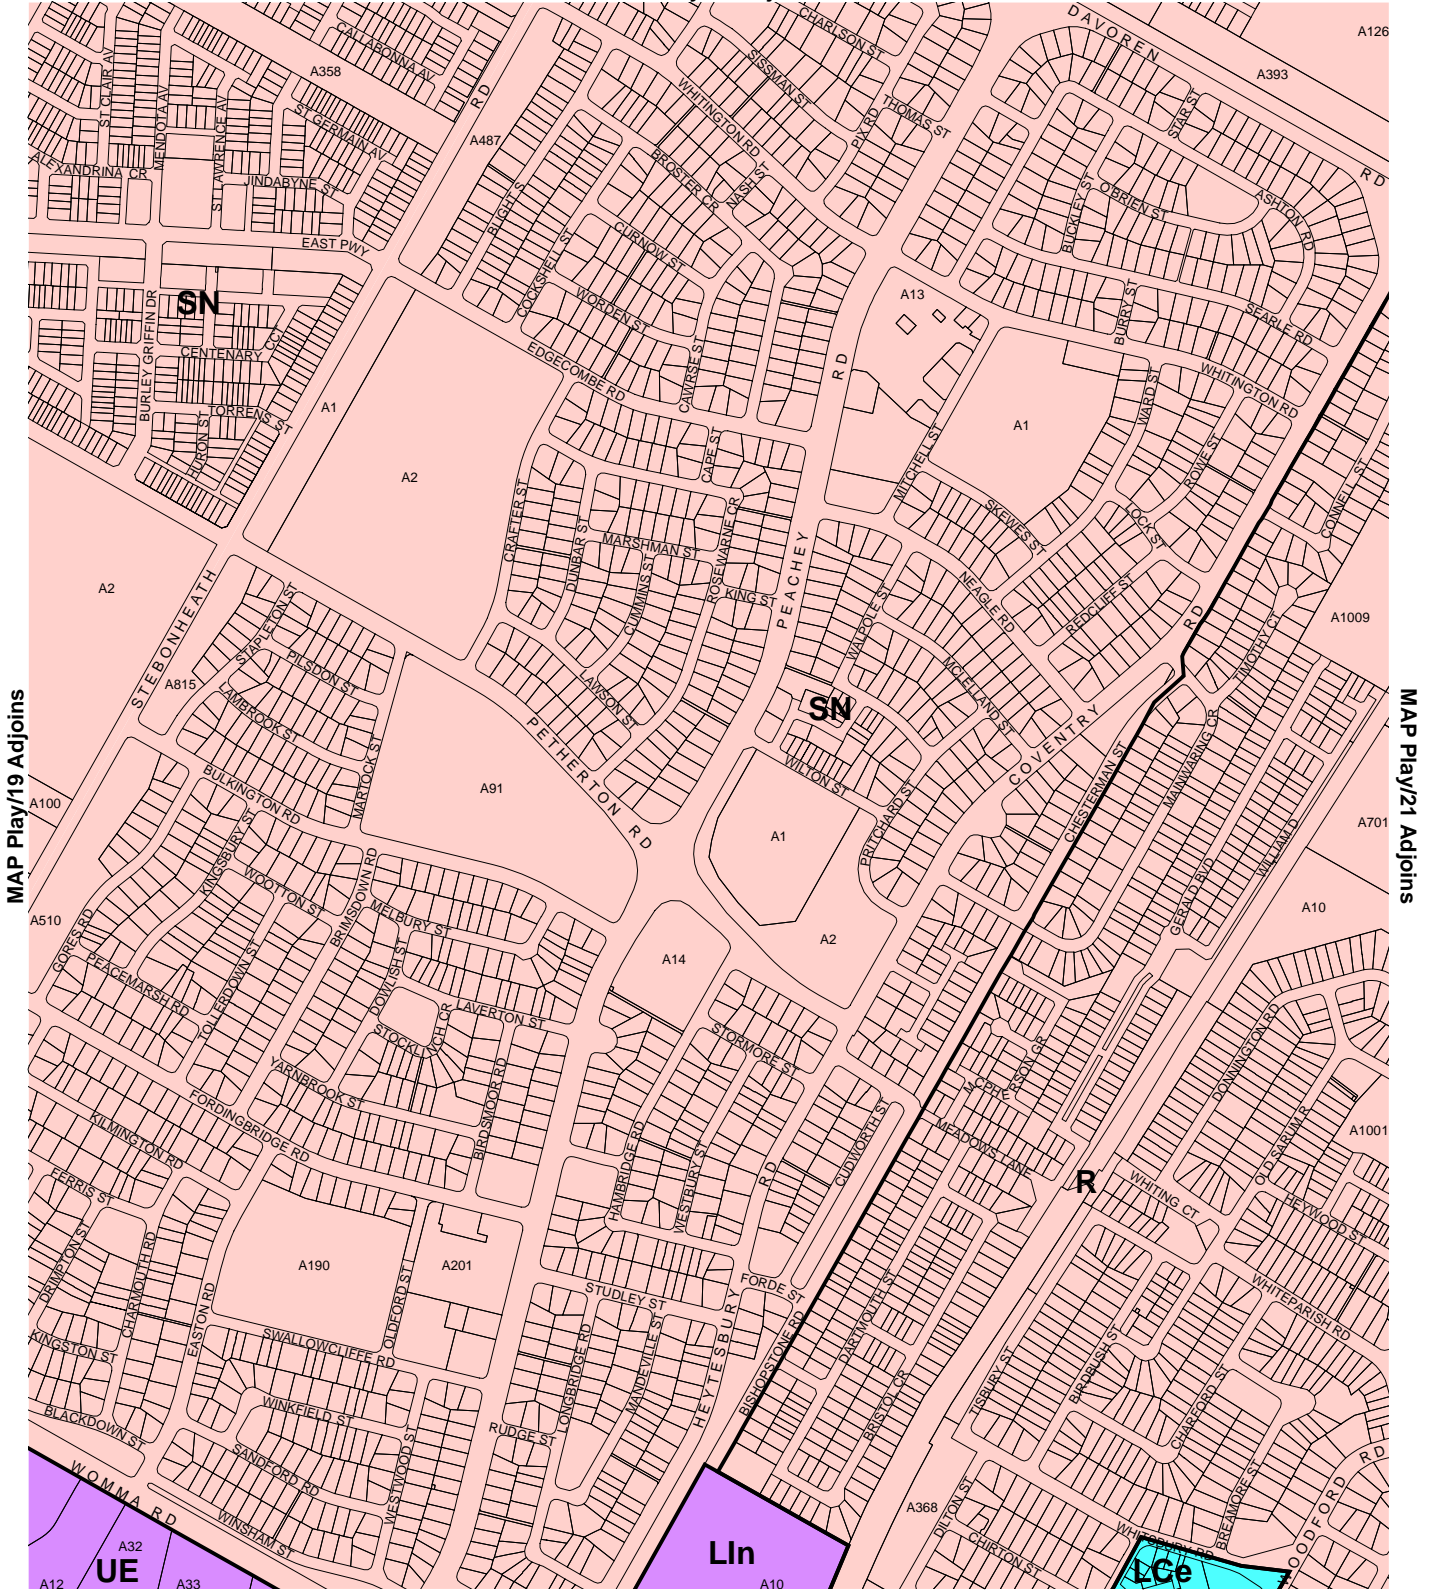 CHARLSON ST
DAVOREN
RD
A126
A393
CALLABONNA AV
A358
ST CLAIR AV
MENDOTA AV
ST LAWRENCE AV
ST GERMAIN AV
RD
A487
SISSMAN ST
WHITINGTON RD
THOMAS ST
PIX RD
STAR ST
ALEXANDRINA CR
JINDABYNE ST
BROSTER CR
NASH ST
BLIGHT S
O'BRIEN ST
BUCKLEY ST
ASHTON RD
EAST PWY
CURNOW ST
COCKSHELL ST
WORDEN ST
A13
BURRY ST
SEARLE RD
SN
BURLEY GRIFFIN DR
CENTENARY CCT
TORRENS ST
HURON ST
A1
EDGECOMBE RD
CAWRSE ST
RD
WHITINGTON RD
WARD ST
A1
A2
CAPE ST
MITCHELL ST
ROWE ST
CONNELL ST
CRAFTER ST
DUNBAR ST
MARSHMAN ST
ROSEWARNE CR
CUMMINS ST
KING ST
PEACHEY
SKEWES ST
LOCK ST
NEAGLE RD
REDCLIFF ST
RD
A2
STEBONHEATH
STAPLETON ST
PILSDON ST
A815
LAMBROOK ST
MARTOCK ST
LAWSON ST
WALPOLE ST
MCLELLAND ST
TIMOTHY CT
A1009
SN
PETHERTON RD
COVENTRY
MAINWARING CR
CHESTERMAN ST
MAP Play/19 Adjoins
MAP Play/21 Adjoins
A100
BULKINGTON RD
A91
WILTON ST
A1
PRITCHARD ST
A701
WILLIAM D
GERALD BVD
KINGSBURY ST
WOOTTON ST
BRIMSDOWN RD
MELBURY ST
A510
GORES RD
A2
A10
PEACEMARSH RD
TOLLERDOWN ST
DOWLISH ST
LAVERTON ST
STOCKLINCH CR
A14
STORMORE ST
MCPHERSON GR
DONNINGTON RD
YARNBROOK ST
BIRDSMOOR RD
FORDINGBRIDGE RD
KILMINGTON RD
CUDWORTH ST
MEADOWS LANE
OLD SARUM R
A1001
FERRIS ST
HAMBRIDGE RD
WESTBURY ST
RD
R
WHITING CT
HEYWOOD ST
DRIMPTON ST
CHARMOUTH RD
A190
A201
OLDFORD ST
EASTON RD
STUDLEY ST
FORDE ST
WHITEPARISH RD
KINGSTON ST
SWALLOWCLIFFE RD
LONGBRIDGE RD
MANDEVILLE ST
HEYTESBURY
BISHOPSTONE RD
DARTMOUTH ST
BRISTOL CR
TISBURY ST
BIRDBUSH ST
CHARFORD ST
BLACKDOWN ST
WINKFIELD ST
WESTWOOD ST
RUDGE ST
WOMMA RD
SANDFORD RD
WINSHAM ST
A368
DILTON ST
CHIRTON ST
WHITSBURY RD
BREAMORE ST
WOODFORD
RD
A32
UE
A12
A33
LIn
A10
LCe